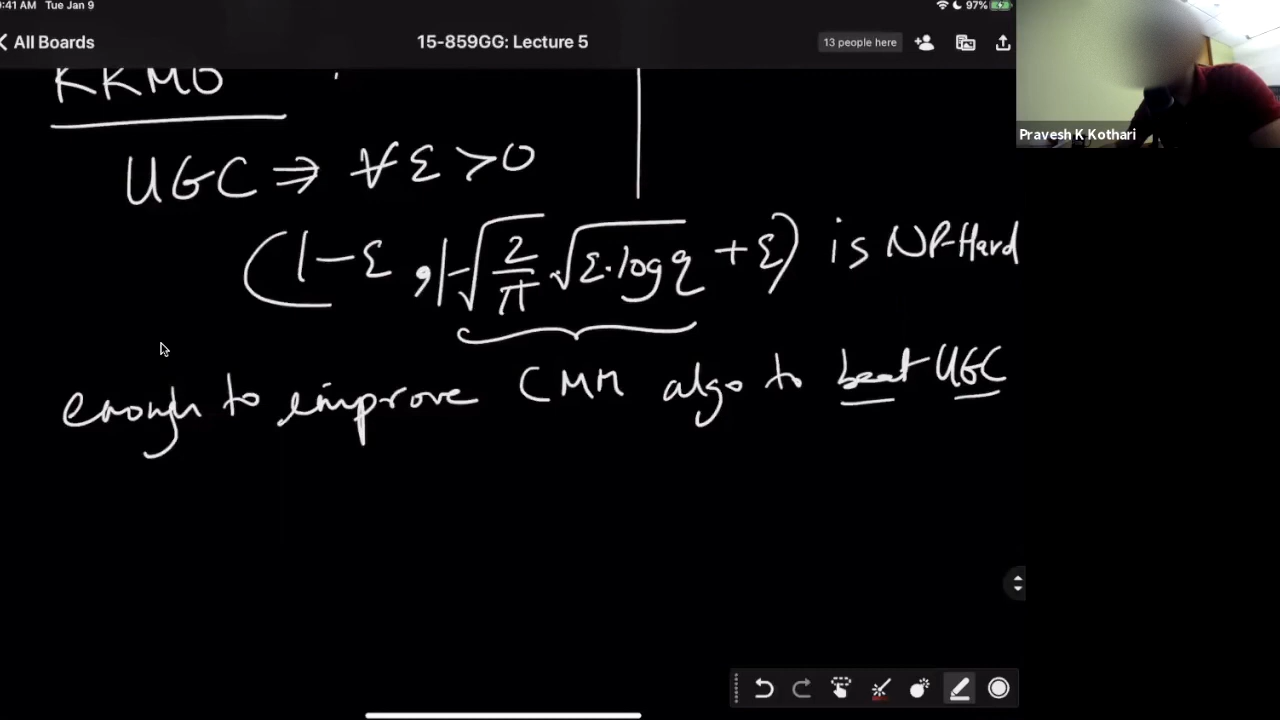 :41 AM Tue Jan 9
97%
All Boards
15-859GG: Lecture 5
13 people here
Pravesh K Kothari
KKMO
UGC ⇒ ∀ ε > 0
(1-ε, 1-√(2/π) √(ε·log q) + ε) is NP-Hard
enough to improve CMM algo to beat UGC